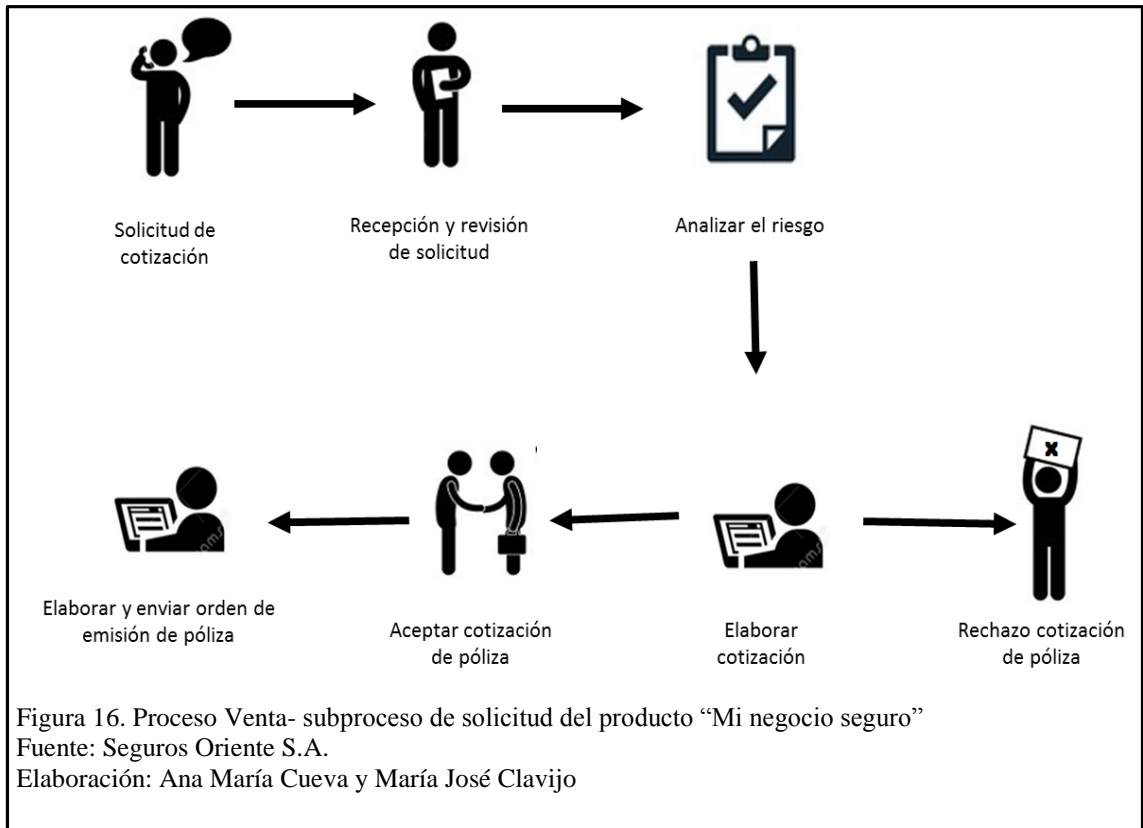 Solicitud de
cotización
Recepción y revisión
de solicitud
Analizar el riesgo
x
Elaborar y enviar orden de
emisión de póliza
Aceptar cotización
de póliza
Elaborar
cotización
Rechazo cotización
de póliza
Figura 16. Proceso Venta- subproceso de solicitud del producto “Mi negocio seguro”
Fuente: Seguros Oriente S.A.
Elaboración: Ana María Cueva y María José Clavijo